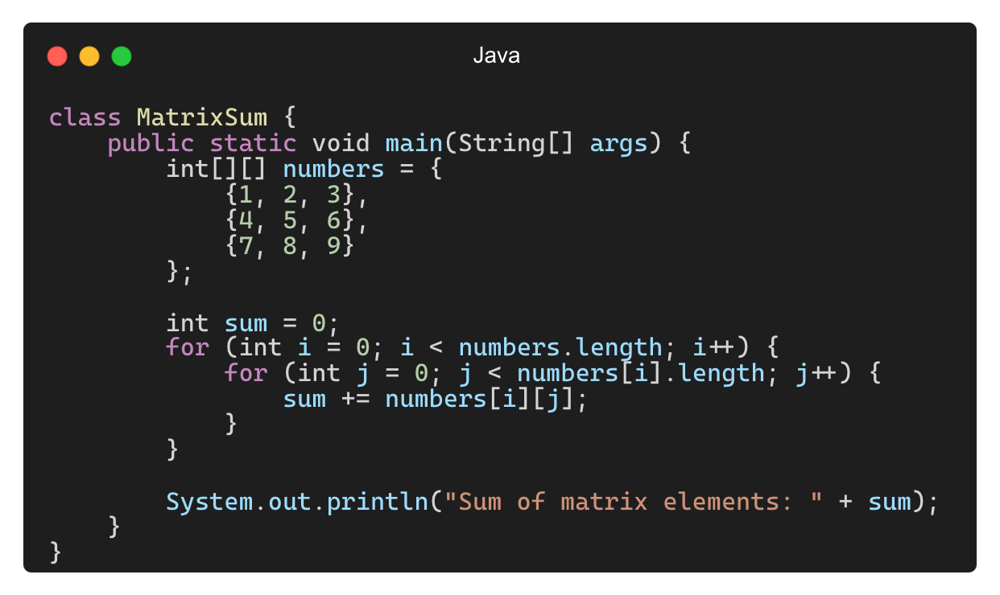 Java
class MatrixSum {
    public static void main(String[] args) {
        int[][] numbers = {
            {1, 2, 3},
            {4, 5, 6},
            {7, 8, 9}
        };

        int sum = 0;
        for (int i = 0; i < numbers.length; i++) {
            for (int j = 0; j < numbers[i].length; j++) {
                sum += numbers[i][j];
            }
        }

        System.out.println("Sum of matrix elements: " + sum);
    }
}